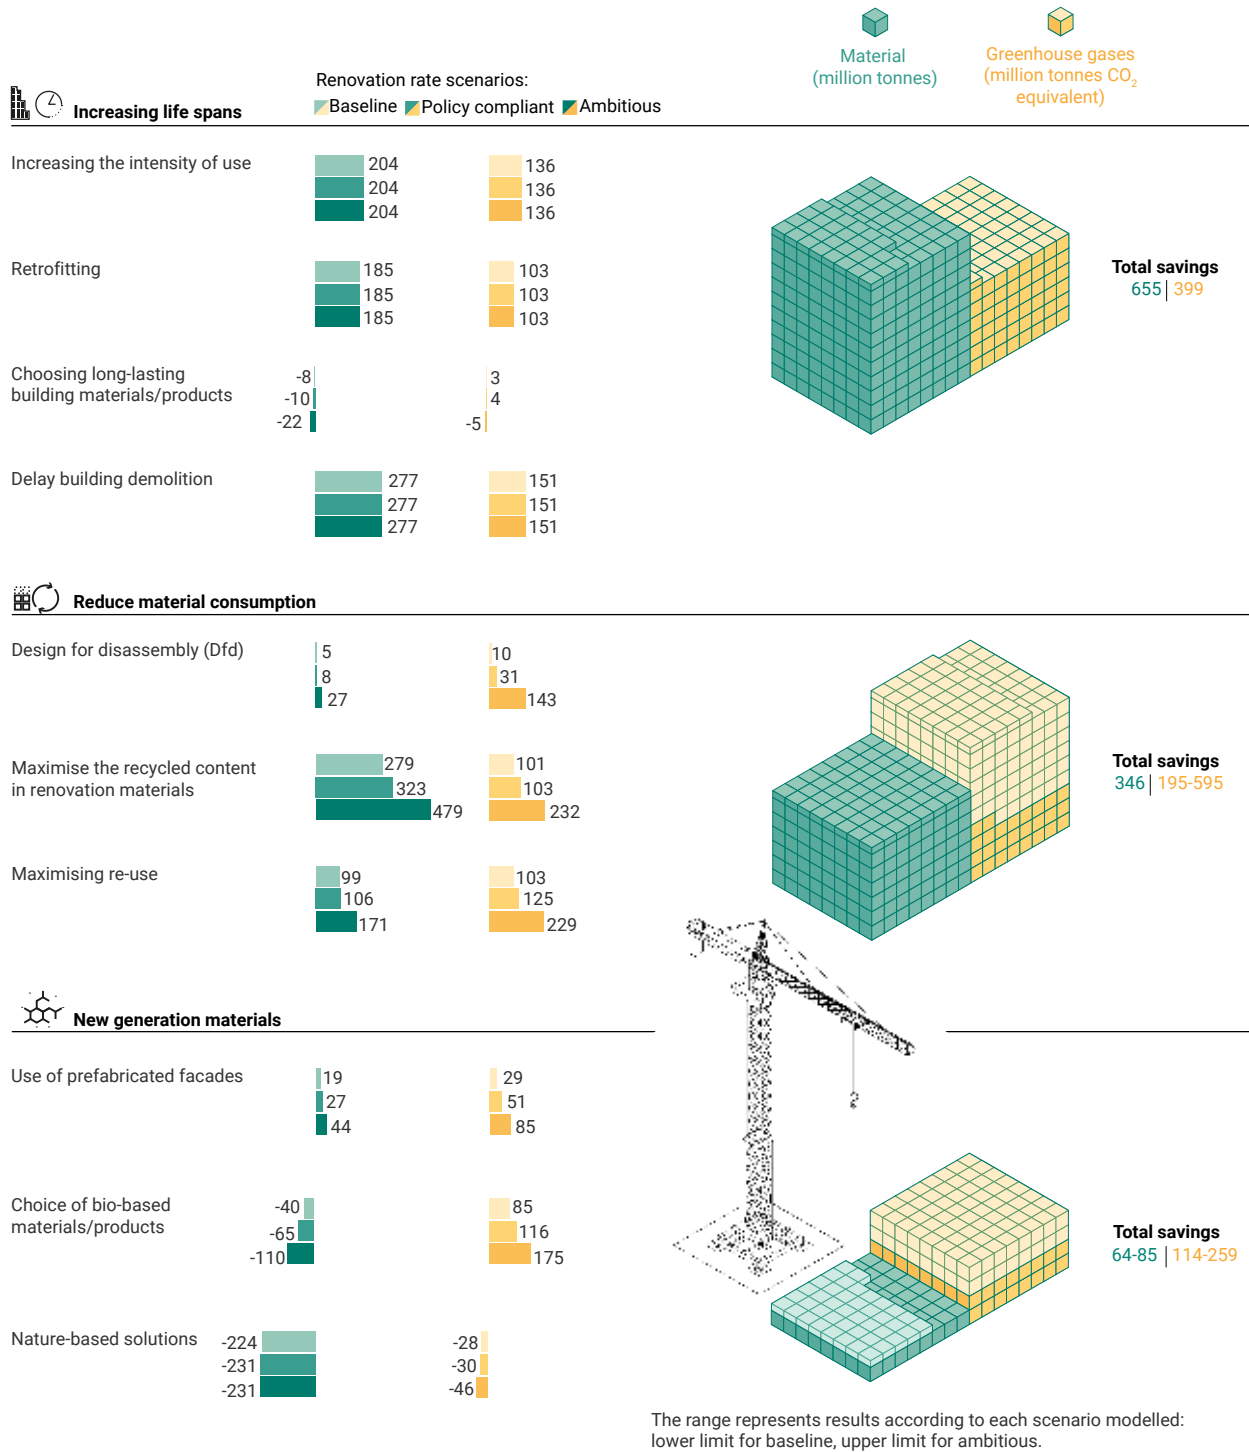 Material
(million tonnes)
Greenhouse gases
(million tonnes CO₂
equivalent)
Renovation rate scenarios:
Baseline Policy compliant Ambitious
Increasing life spans
Increasing the intensity of use
204
204
204
136
136
136
Retrofitting
185
185
185
103
103
103
Total savings
655 | 399
Choosing long-lasting
building materials/products
-8
-10
-22
3
4
-5
Delay building demolition
277
277
277
151
151
151
Reduce material consumption
Design for disassembly (Dfd)
5
8
27
10
31
143
Maximise the recycled content
in renovation materials
279
323
479
101
103
232
Total savings
346 | 195-595
Maximising re-use
99
106
171
103
125
229
New generation materials
Use of prefabricated facades
19
27
44
29
51
85
Choice of bio-based
materials/products
-40
-65
-110
85
116
175
Total savings
64-85 | 114-259
Nature-based solutions
-224
-231
-231
-28
-30
-46
The range represents results according to each scenario modelled:
lower limit for baseline, upper limit for ambitious.